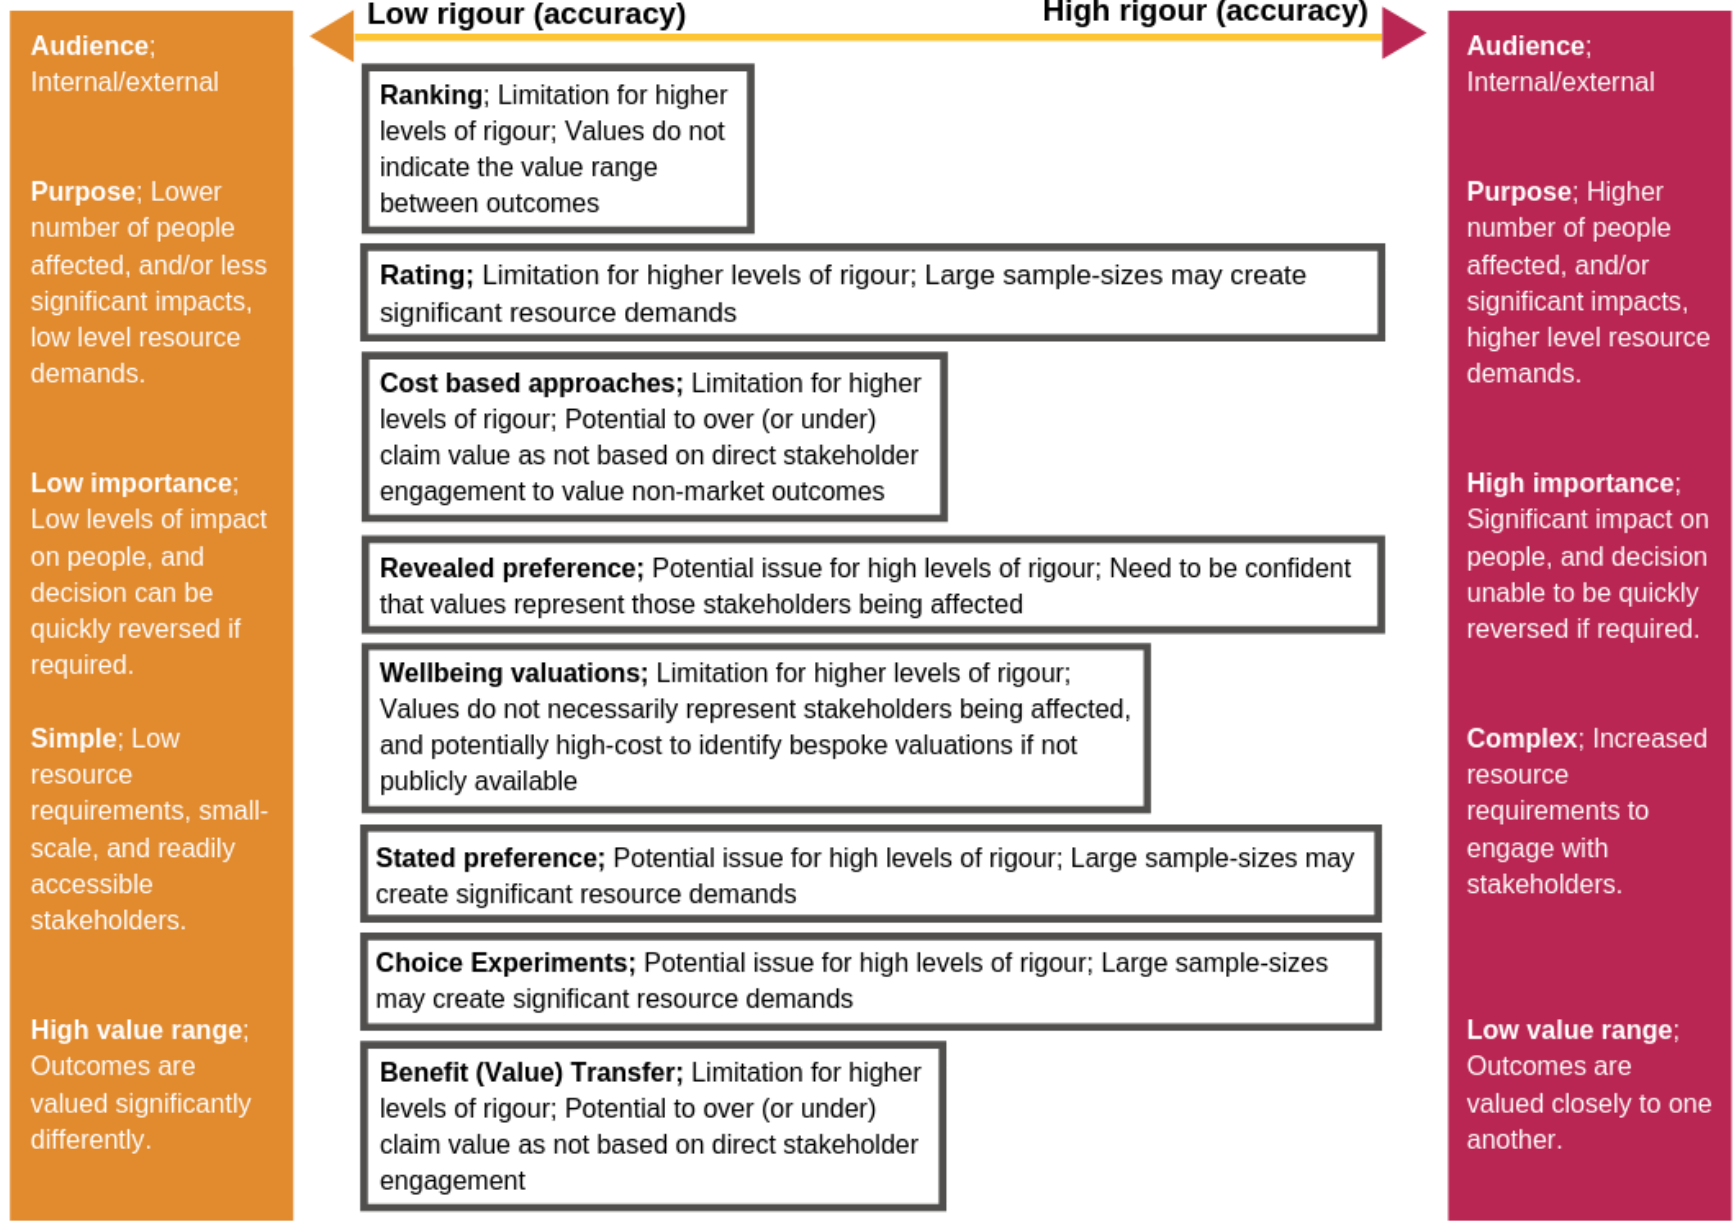 Low rigour (accuracy)
High rigour (accuracy)
Audience;
Internal/external
Purpose; Lower
number of people
affected, and/or less
significant impacts,
low level resource
demands.
Low importance;
Low levels of impact
on people, and
decision can be
quickly reversed if
required.
Simple; Low
resource
requirements, small-
scale, and readily
accessible
stakeholders.
High value range;
Outcomes are
valued significantly
differently.
Ranking; Limitation for higher
levels of rigour; Values do not
indicate the value range
between outcomes
Rating; Limitation for higher levels of rigour; Large sample-sizes may create
significant resource demands
Cost based approaches; Limitation for higher
levels of rigour; Potential to over (or under)
claim value as not based on direct stakeholder
engagement to value non-market outcomes
Revealed preference; Potential issue for high levels of rigour; Need to be confident
that values represent those stakeholders being affected
Wellbeing valuations; Limitation for higher levels of rigour;
Values do not necessarily represent stakeholders being affected,
and potentially high-cost to identify bespoke valuations if not
publicly available
Stated preference; Potential issue for high levels of rigour; Large sample-sizes may
create significant resource demands
Choice Experiments; Potential issue for high levels of rigour; Large sample-sizes
may create significant resource demands
Benefit (Value) Transfer; Limitation for higher
levels of rigour; Potential to over (or under)
claim value as not based on direct stakeholder
engagement
Audience;
Internal/external
Purpose; Higher
number of people
affected, and/or
significant impacts,
higher level resource
demands.
High importance;
Significant impact on
people, and decision
unable to be quickly
reversed if required.
Complex; Increased
resource
requirements to
engage with
stakeholders.
Low value range;
Outcomes are
valued closely to one
another.